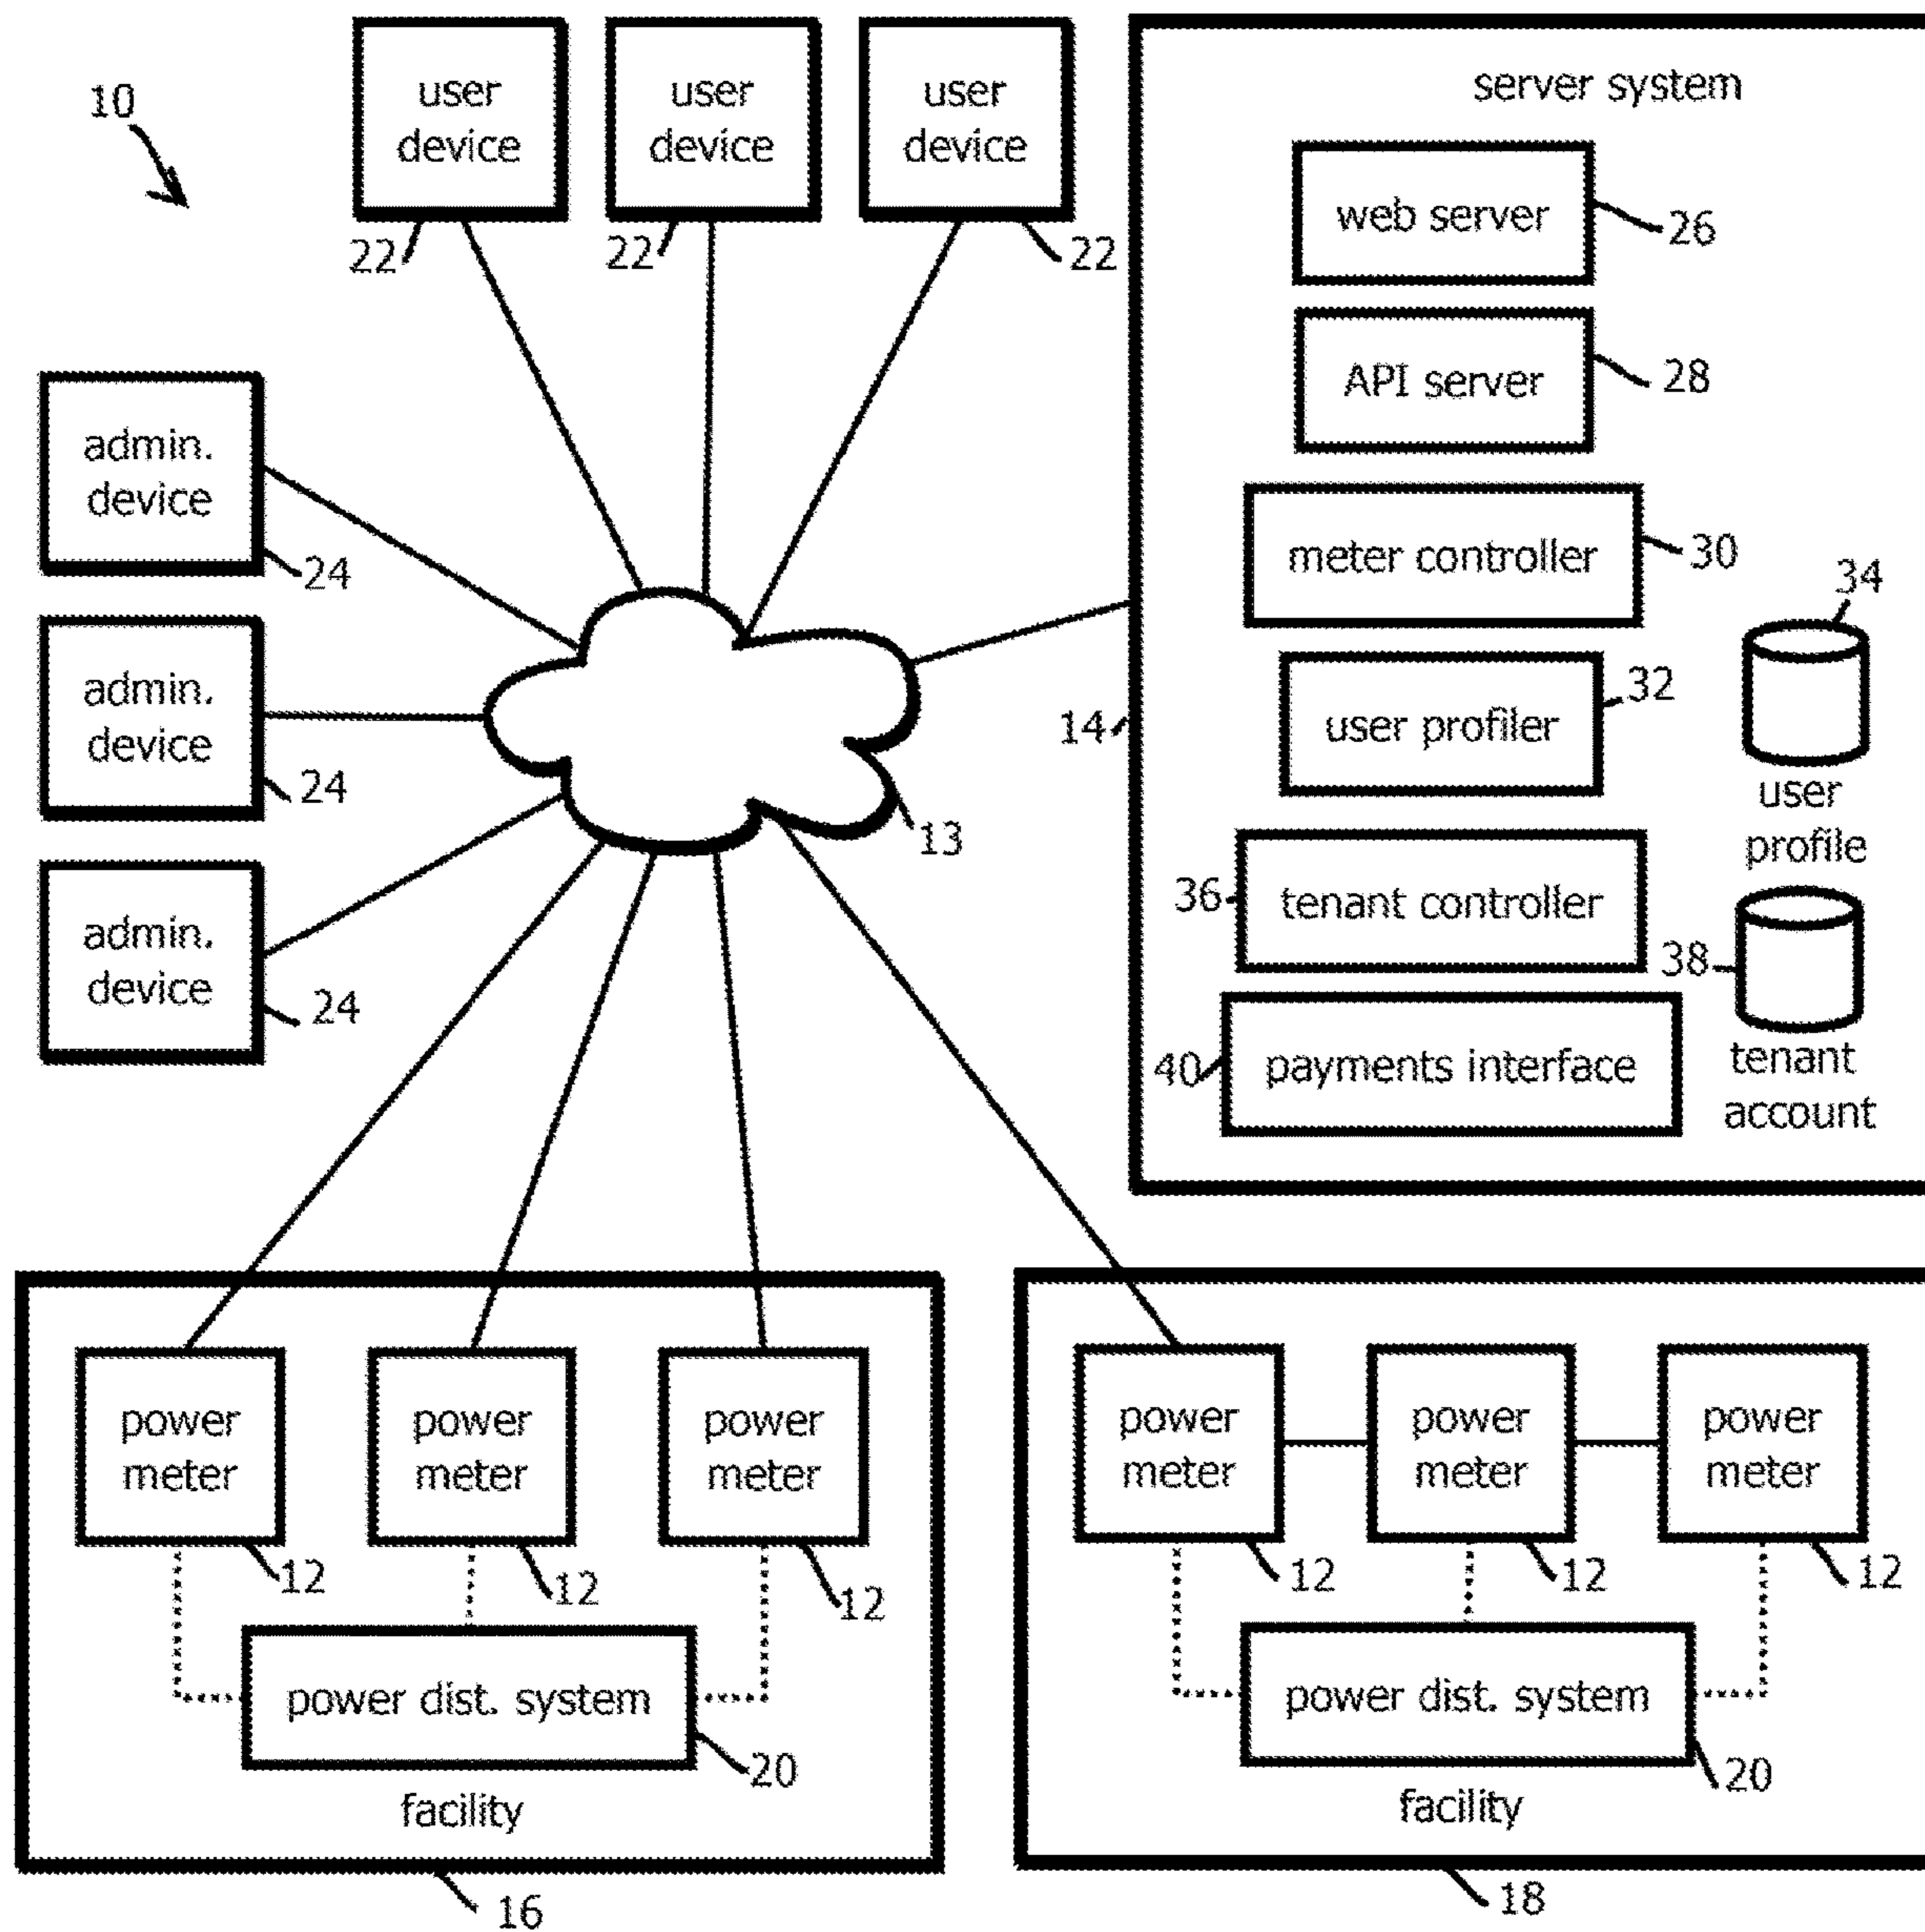 10
user
device
22
user
device
22
user
device
22
server system
web server
26
API server
28
meter controller
30
user profiler
32
34
user
profile
14
tenant controller
36
38
tenant
account
payments interface
40
admin.
device
24
admin.
device
24
admin.
device
24
13
power
meter
12
power
meter
12
power
meter
12
power dist. system
20
facility
16
power
meter
12
power
meter
12
power
meter
12
power dist. system
20
facility
18